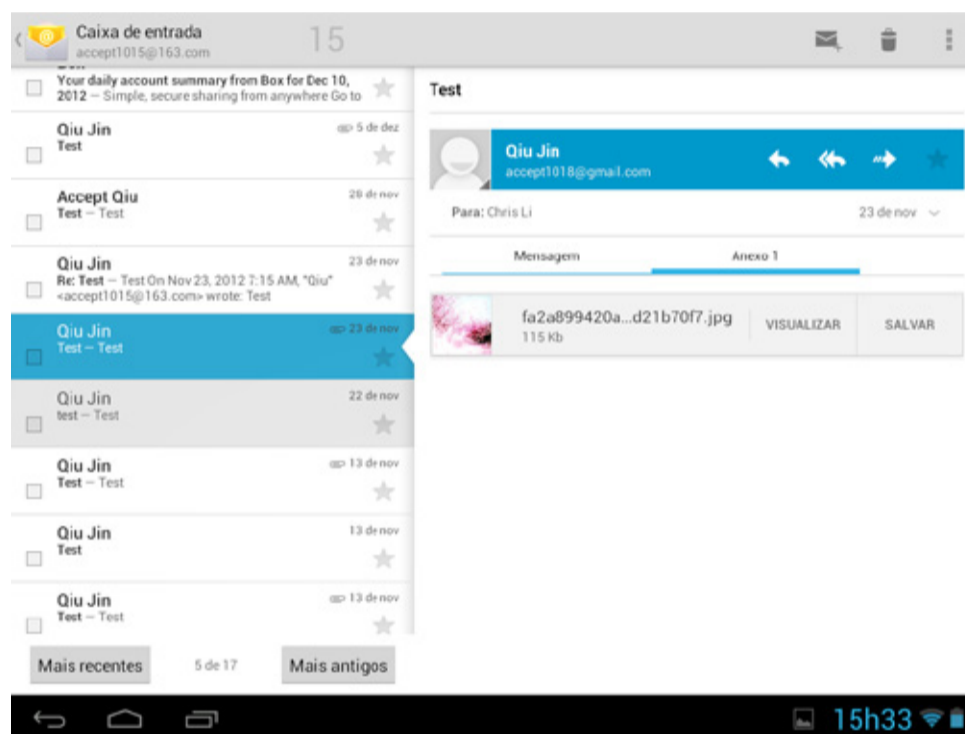 Caixa de entrada
accept1015@163.com
15
Your daily account summary from Box for Dec 10,
2012 – Simple, secure sharing from anywhere Go to
Qiu Jin
5 de dez
Test
Accept Qiu
28 de nov
Test – Test
Qiu Jin
23 de nov
Re: Test – Test On Nov 23, 2012 7:15 AM, "Qiu"
<accept1015@163.com> wrote: Test
Qiu Jin
23 de nov
Test – Test
Qiu Jin
22 de nov
test – Test
Qiu Jin
13 de nov
Test – Test
Qiu Jin
13 de nov
Test
Qiu Jin
13 de nov
Test – Test
Mais recentes
5 de 17
Mais antigos
Test
Qiu Jin
accept1018@gmail.com
Para: Chris Li
23 de nov
Mensagem
Anexo 1
fa2a899420a...d21b70f7.jpg
115 Kb
VISUALIZAR
SALVAR
15h33